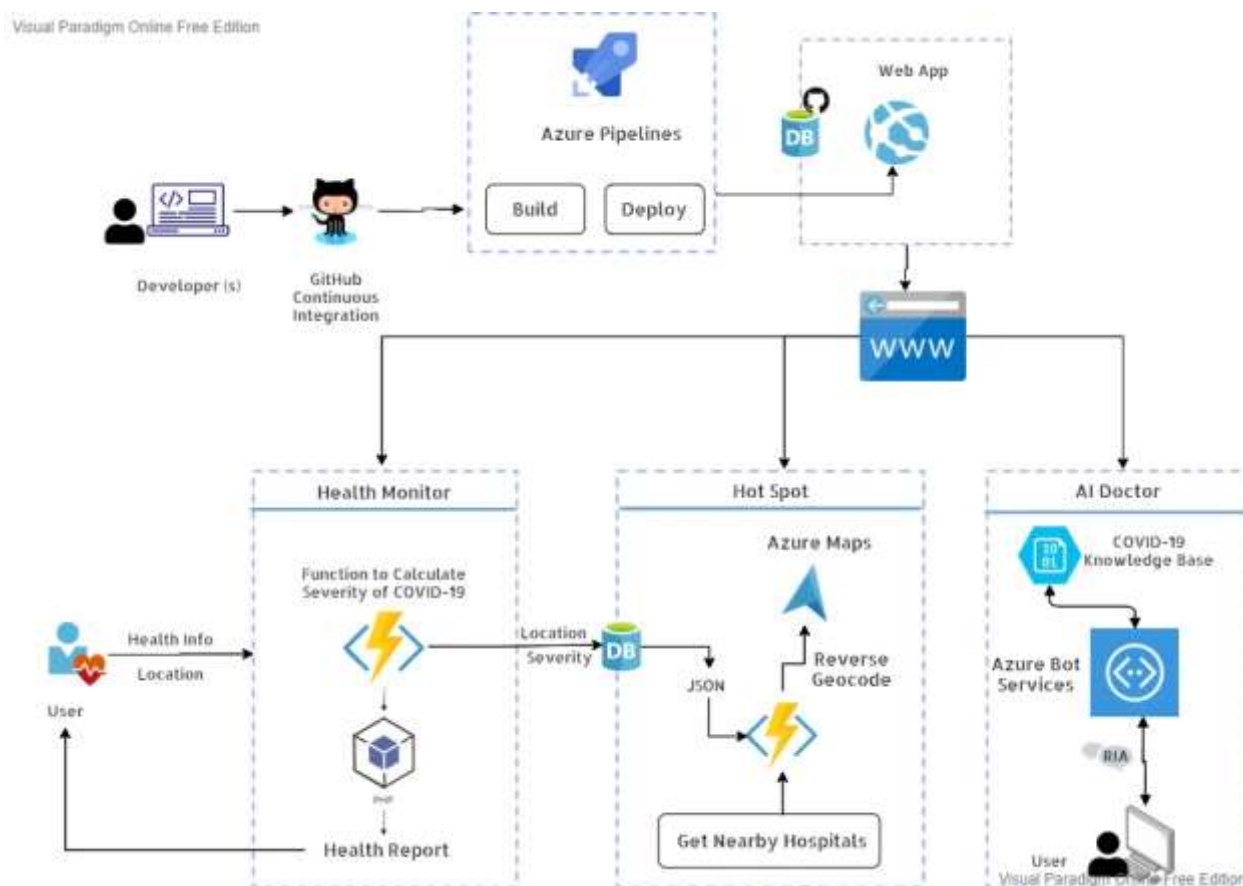 Visual Paradigm Online Free Edition
Azure Pipelines
Build
Deploy
Web App
DB
Developer (s)
GitHub
Continuous
Integration
WWW
Health Monitor
Function to Calculate
Severity of COVID-19
Health Info
Location
User
PHP
Health Report
Location
Severity
DB
Hot Spot
Azure Maps
Reverse
Geocode
JSON
Get Nearby Hospitals
AI Doctor
10
01
COVID-19
Knowledge Base
Azure Bot
Services
RIA
User
Visual Paradigm Online Free Edition